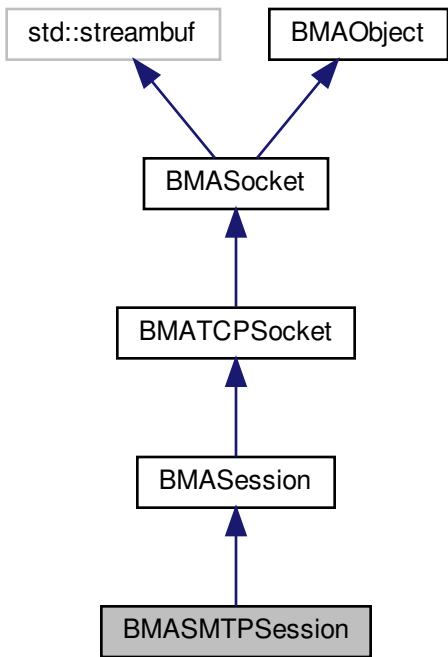 std::streambuf
BMAObject
BMASocket
BMATCPSocket
BMASession
BMASMTPSession